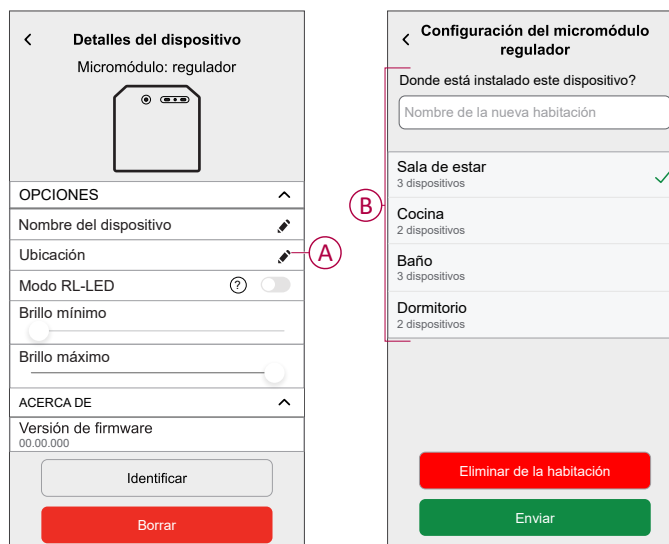 Detalles del dispositivo
Micromódulo: regulador
OPCIONES
Nombre del dispositivo
Ubicación
A
Modo RL-LED
?
Brillo mínimo
Brillo máximo
ACERCA DE
Versión de firmware
00.00.000
Identificar
Borrar
Configuración del micromódulo
regulador
Donde está instalado este dispositivo?
Nombre de la nueva habitación
B
Sala de estar
3 dispositivos
Cocina
2 dispositivos
Baño
3 dispositivos
Dormitorio
2 dispositivos
Eliminar de la habitación
Enviar